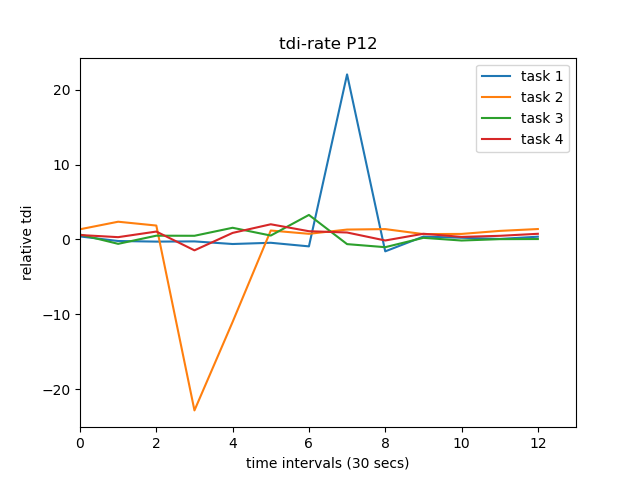 tdi-rate P12
task 1
task 2
task 3
task 4
relative tdi
20
10
0
−10
−20
0 2 4 6 8 10 12
time intervals (30 secs)